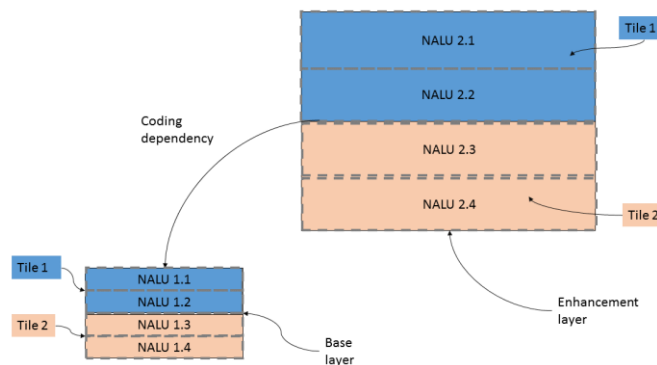 NALU 2.1
Tile 1
NALU 2.2
Coding
dependency
NALU 2.3
NALU 2.4
Tile 2
Tile 1
NALU 1.1
NALU 1.2
Tile 2
NALU 1.3
NALU 1.4
Base
layer
Enhancement
layer